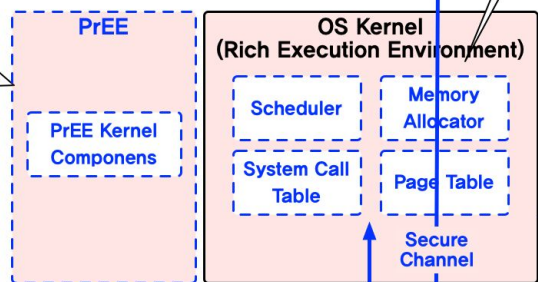 PrEE
PrEE Kernel
Componens
OS Kernel
(Rich Execution Environment)
Scheduler
Memory
Allocator
System Call
Table
Page Table
Secure
Channel